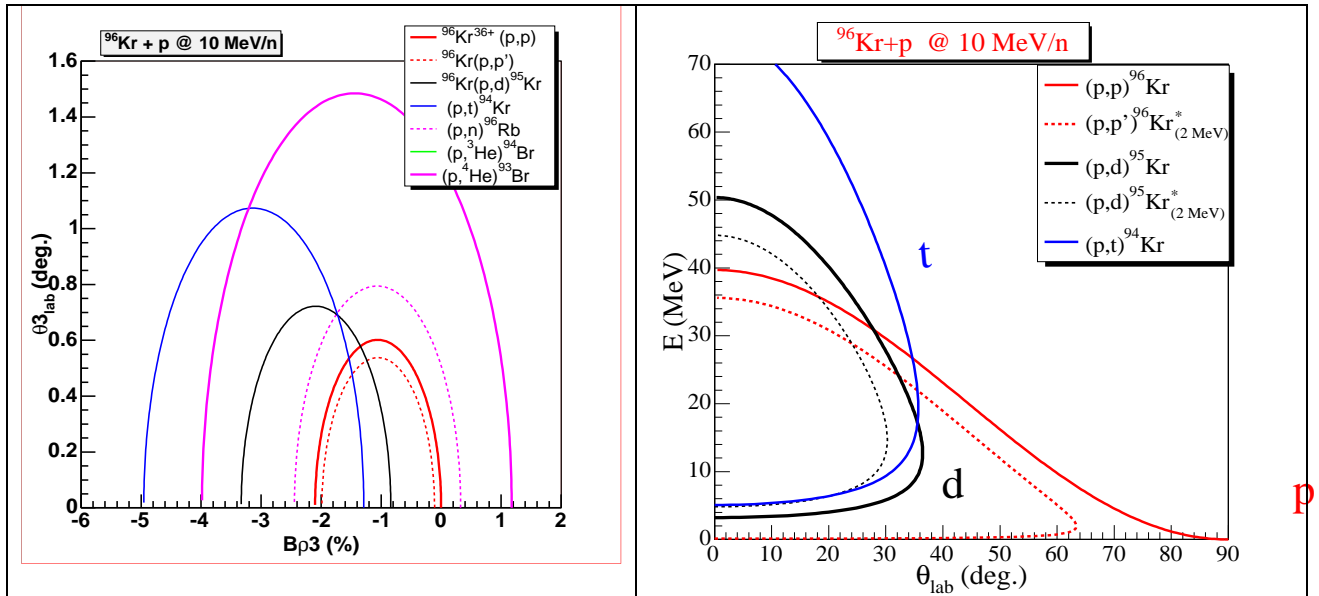 ⁹⁶Kr + p @ 10 MeV/n
⁹⁶Kr³⁶⁺ (p,p)
⁹⁶Kr(p,p')
⁹⁶Kr(p,d)⁹⁵Kr
(p,t)⁹⁴Kr
(p,n)⁹⁶Rb
(p,³He)⁹⁴Br
(p,⁴He)⁹³Br
θ3lab (deg.)
1.6
1.4
1.2
1
0.8
0.6
0.4
0.2
0
-6 -5 -4 -3 -2 -1 0 1 2
Bρ3 (%)
⁹⁶Kr+p @ 10 MeV/n
(p,p)⁹⁶Kr
(p,p')⁹⁶Kr*(2 MeV)
(p,d)⁹⁵Kr
(p,d)⁹⁵Kr*(2 MeV)
(p,t)⁹⁴Kr
E (MeV)
70
60
50
40
30
20
10
0
t
d
p
0 10 20 30 40 50 60 70 80 90
θlab (deg.)